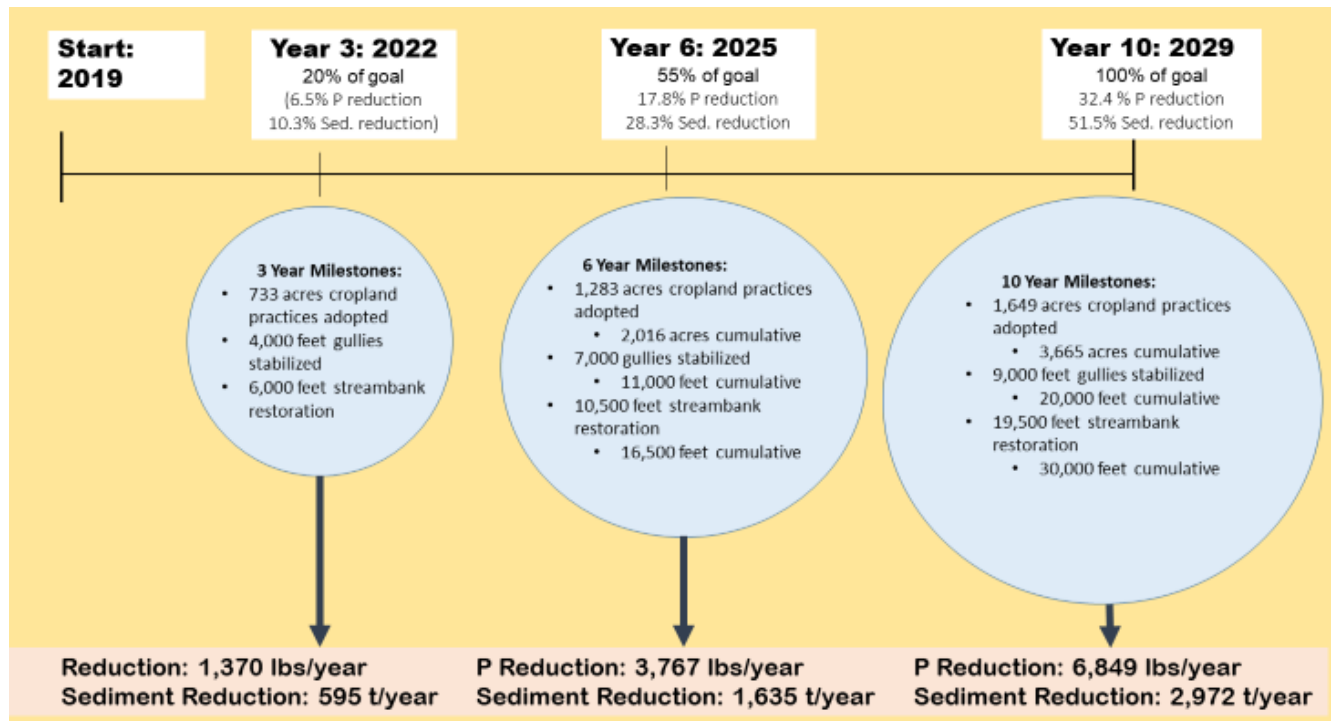 Start:
2019
Year 3: 2022
20% of goal
(6.5% P reduction
10.3% Sed. reduction)
Year 6: 2025
55% of goal
17.8% P reduction
28.3% Sed. reduction
Year 10: 2029
100% of goal
32.4 % P reduction
51.5% Sed. reduction
3 Year Milestones:
• 733 acres cropland
practices adopted
• 4,000 feet gullies
stabilized
• 6,000 feet streambank
restoration
6 Year Milestones:
• 1,283 acres cropland practices
adopted
• 2,016 acres cumulative
• 7,000 gullies stabilized
• 11,000 feet cumulative
• 10,500 feet streambank
restoration
• 16,500 feet cumulative
10 Year Milestones:
• 1,649 acres cropland practices
adopted
• 3,665 acres cumulative
• 9,000 feet gullies stabilized
• 20,000 feet cumulative
• 19,500 feet streambank
restoration
• 30,000 feet cumulative
Reduction: 1,370 lbs/year
Sediment Reduction: 595 t/year
P Reduction: 3,767 lbs/year
Sediment Reduction: 1,635 t/year
P Reduction: 6,849 lbs/year
Sediment Reduction: 2,972 t/year